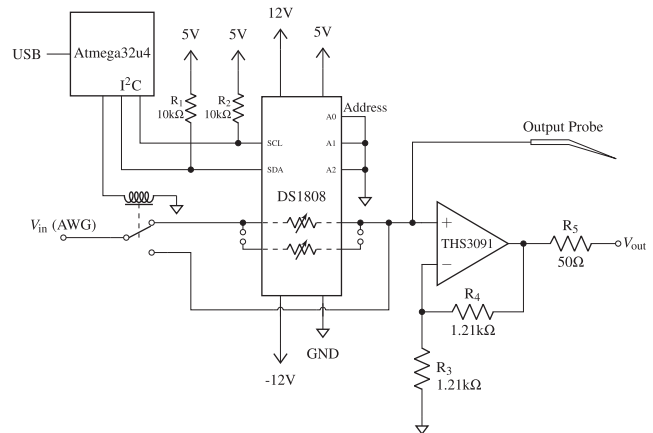 12V
5V
5V
5V
USB
Atmega32u4
I²C
R₁
10kΩ
R₂
10kΩ
Address
A0
A1
A2
SCL
SDA
DS1808
Output Probe
Vin (AWG)
THS3091
+
−
R₅
50Ω
Vout
R₄
1.21kΩ
R₃
1.21kΩ
GND
-12V